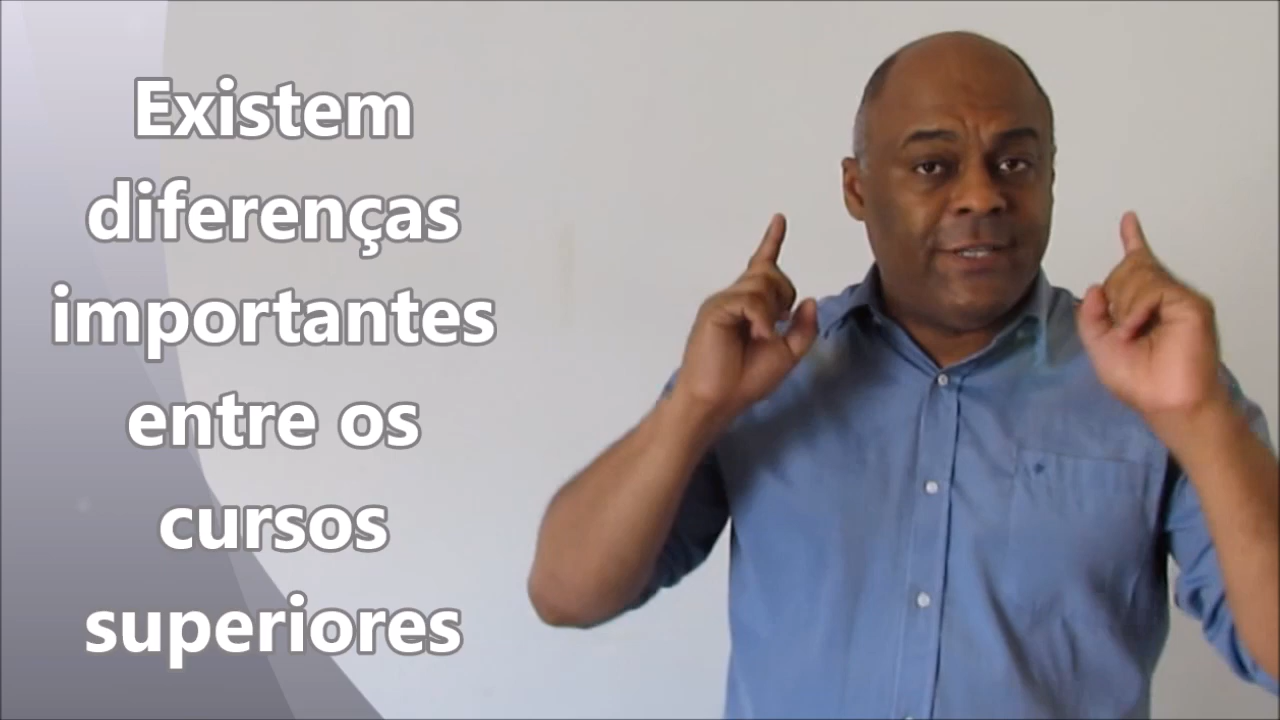 Existem
diferenças
importantes
entre os
cursos
superiores